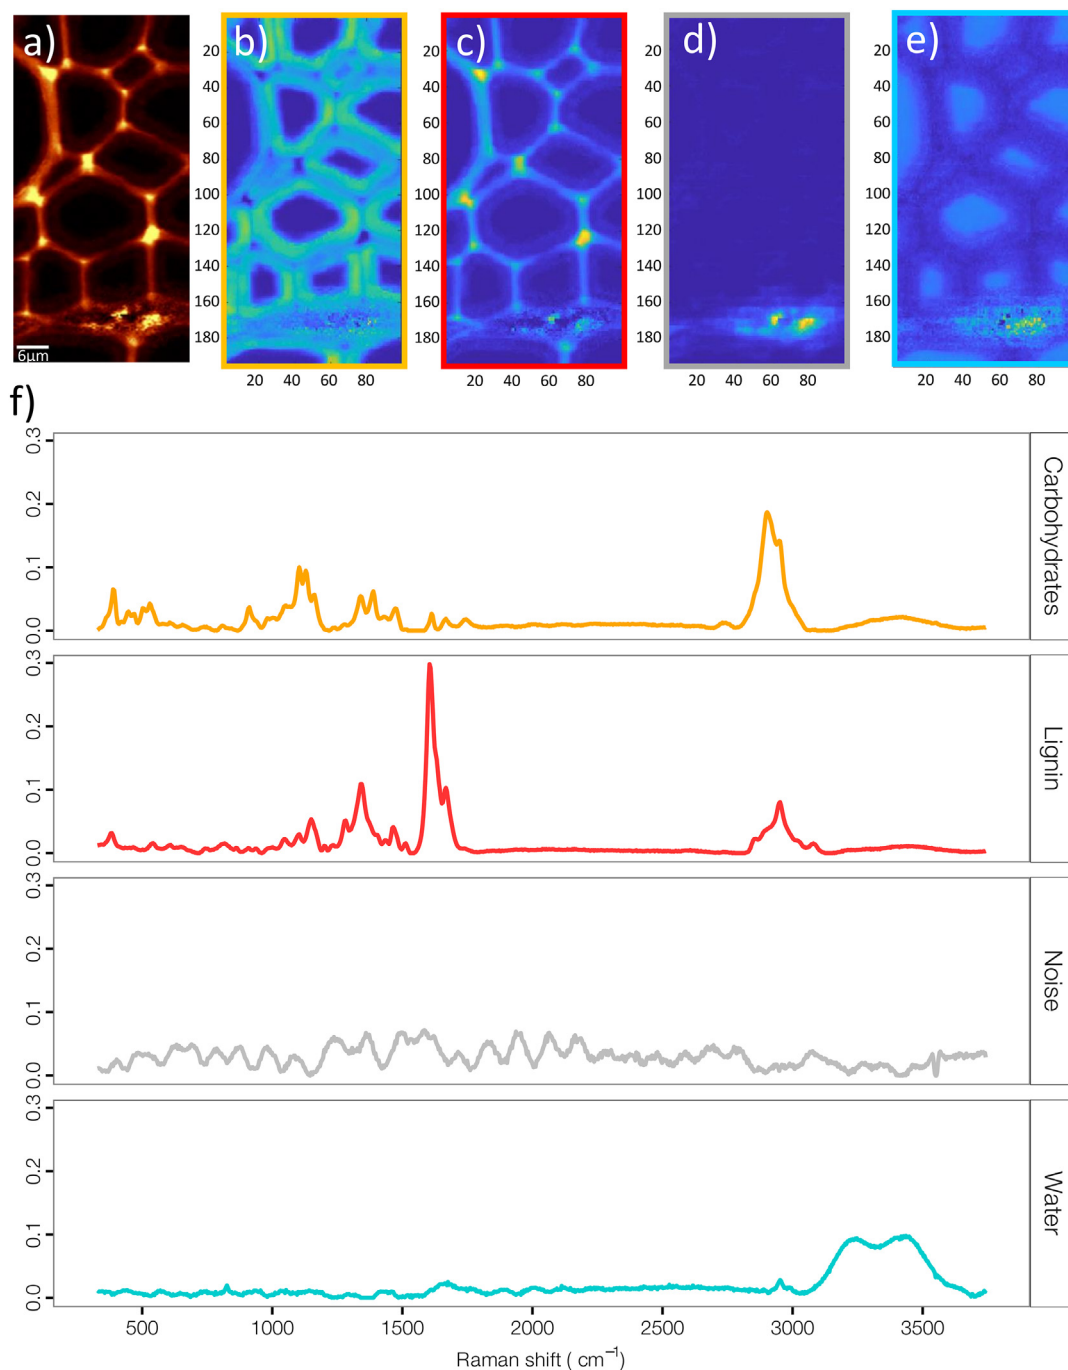 a) b) c) d) e)
20 20 20 20
40 40 40 40
60 60 60 60
80 80 80 80
100 100 100 100
120 120 120 120
140 140 140 140
160 160 160 160
180 180 180 180
6μm
20 40 60 80 20 40 60 80 20 40 60 80 20 40 60 80
f)
0.3
0.2
0.1
0.0
Carbohydrates
0.3
0.2
0.1
0.0
Lignin
0.3
0.2
0.1
0.0
Noise
0.3
0.2
0.1
0.0
Water
500 1000 1500 2000 2500 3000 3500
Raman shift ( cm⁻¹)